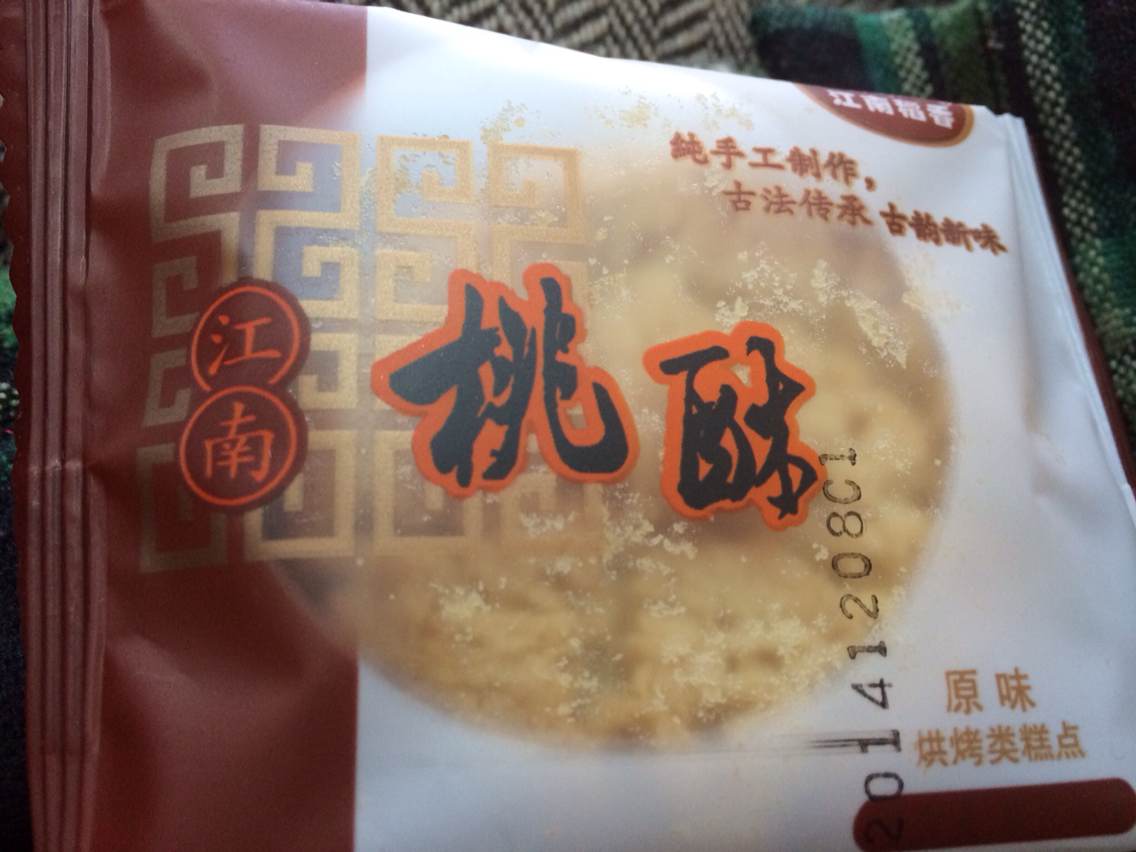 江南稻香
纯手工制作，
古法传承 古韵新味
江南
桃酥
20141208C1
原味
烘烤类糕点